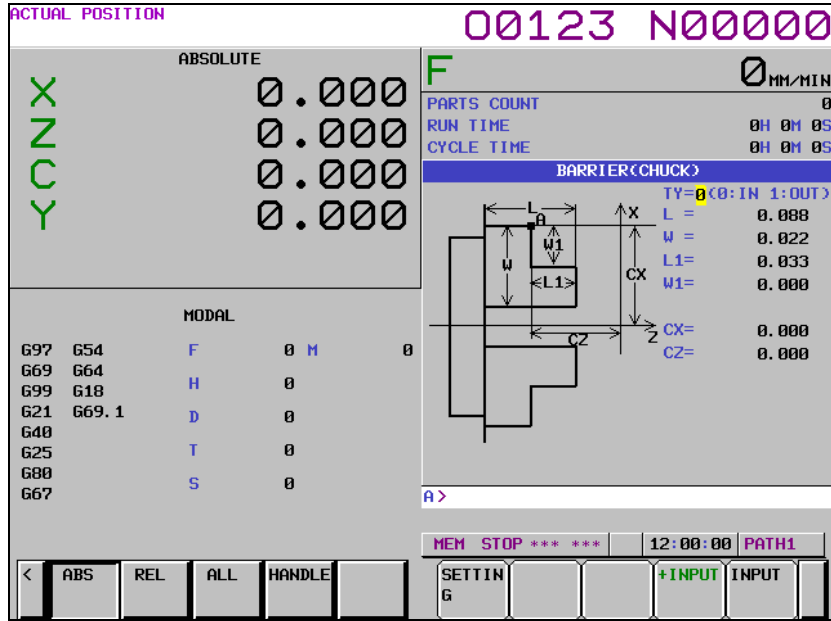 ACTUAL POSITION
O0123 N00000
ABSOLUTE
X 0.000
Z 0.000
C 0.000
Y 0.000
F 0 MM/MIN
PARTS COUNT 0
RUN TIME 0H 0M 0S
CYCLE TIME 0H 0M 0S
BARRIER(CHUCK)
TY=0(0:IN 1:OUT)
L = 0.088
W = 0.022
L1= 0.033
W1= 0.000
CX= 0.000
CZ= 0.000
L
A
X
W1
W
L1
CX
CZ
Z
MODAL
G97 G54 F 0 M 0
G69 G64
G99 G18 H 0
G21 G69.1 D 0
G40
G25 T 0
G80
G67 S 0
A>
MEM STOP *** *** 12:00:00 PATH1
< ABS REL ALL HANDLE
SETTIN
G
+INPUT INPUT